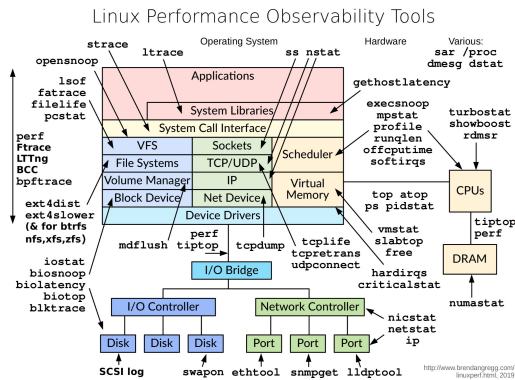 Linux Performance Observability Tools
Operating System
Hardware
Various:
sar /proc
dmesg dstat
strace
ltrace
ss nstat
opensnoop
lsof
fatrace
filelife
pcstat
gethostlatency
perf
Ftrace
LTTng
BCC
bpftrace
ext4dist
ext4slower
(& for btrfs
nfs,xfs,zfs)
iostat
biosnoop
biolatency
biotop
blktrace
Applications
System Libraries
System Call Interface
VFS
Sockets
Scheduler
File Systems
TCP/UDP
Volume Manager
IP
Virtual
Memory
Block Device
Net Device
Device Drivers
execsnoop
mpstat
profile
runqlen
offcputime
softirqs
turbostat
showboost
rdmsr
CPUs
top atop
ps pidstat
tiptop
perf
DRAM
numastat
vmstat
slabtop
free
hardirqs
criticalstat
mdflush
perf
tiptop
tcpdump
tcplife
tcpretrans
udpconnect
I/O Bridge
I/O Controller
Network Controller
nicstat
netstat
ip
Disk
Disk
Disk
Port
Port
Port
SCSI log
swapon
ethtool
snmpget
lldptool
http://www.brendangregg.com/
linuxperf.html, 2019